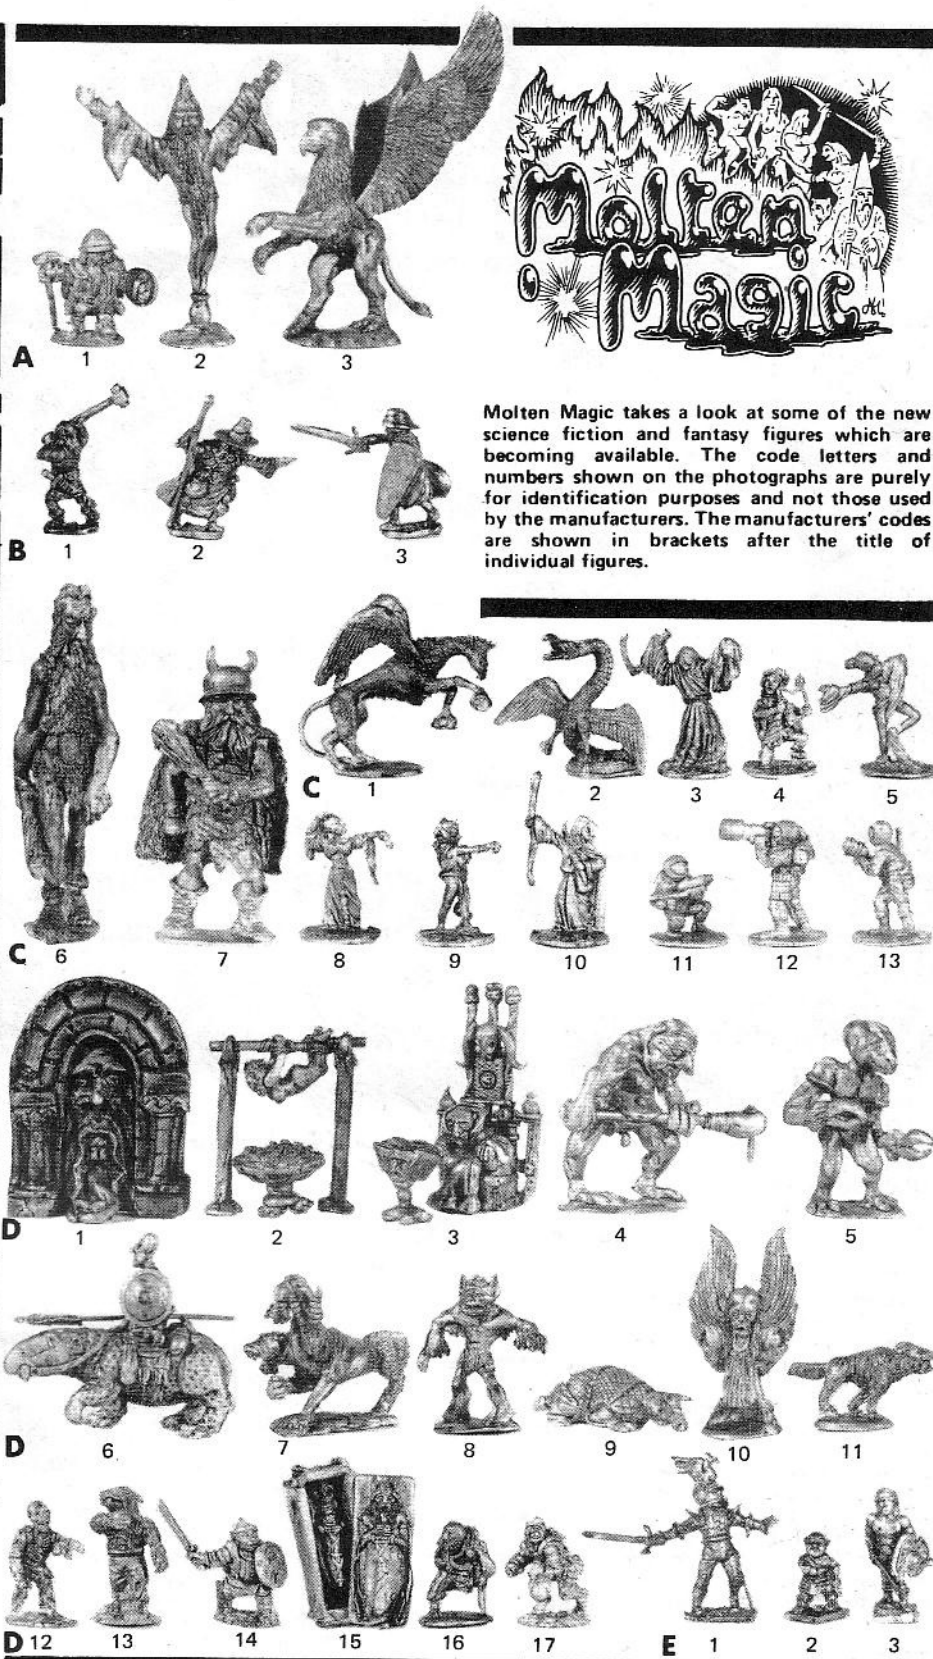 Molten
Magic
A
1 2 3
Molten Magic takes a look at some of the new
science fiction and fantasy figures which are
becoming available. The code letters and
numbers shown on the photographs are purely
for identification purposes and not those used
by the manufacturers. The manufacturers' codes
are shown in brackets after the title of
individual figures.
B
1 2 3
C
1 2 3 4 5
C
6 7 8 9 10 11 12 13
D
1 2 3 4 5
D
6 7 8 9 10 11
D
12 13 14 15 16 17
E
1 2 3